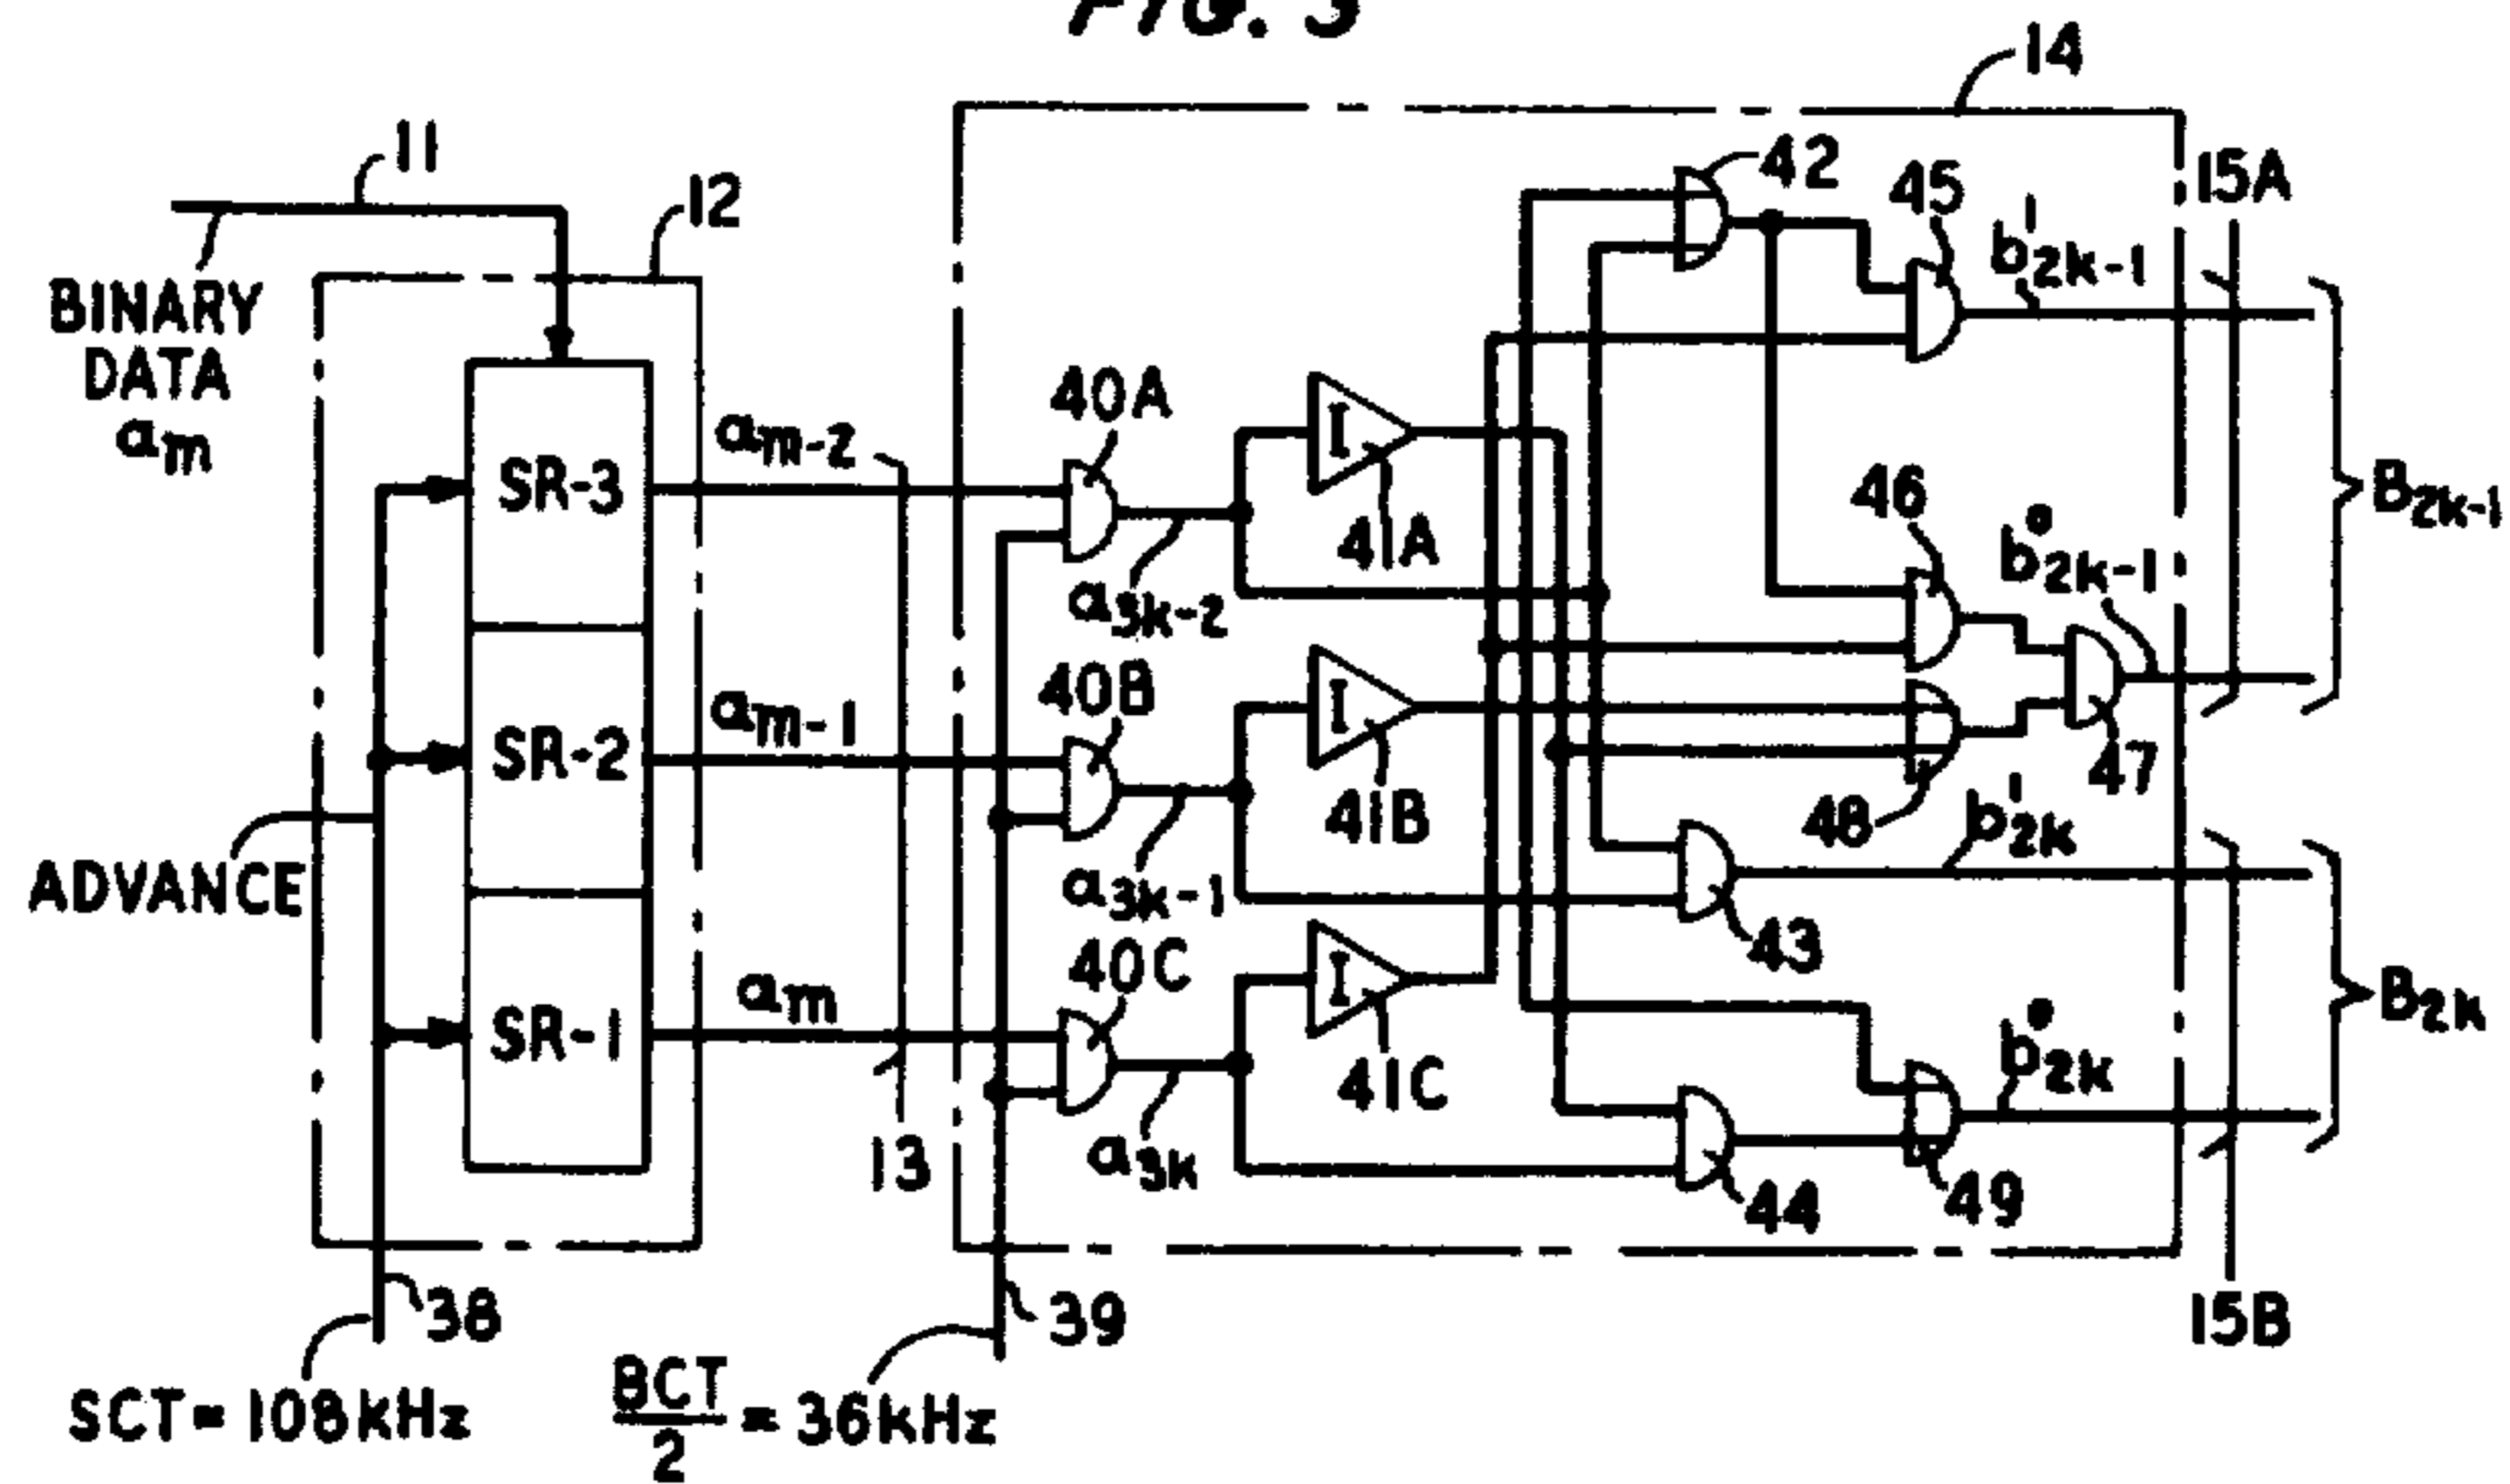 FIG. 3
14
11
12
42
45
15A
b'2k-1
BINARY
DATA
am
40A
am-2
SR-3
46
B2k-1
41A
b°2k-1
a3k-2
40B
am-1
SR-2
47
41B
48
b'2k
ADVANCE
a3k-1
43
40C
am
SR-1
B2k
b°2k
41C
13
a3k
44
49
38
39
15B
SCT=108kHz
BCT/2 = 36kHz